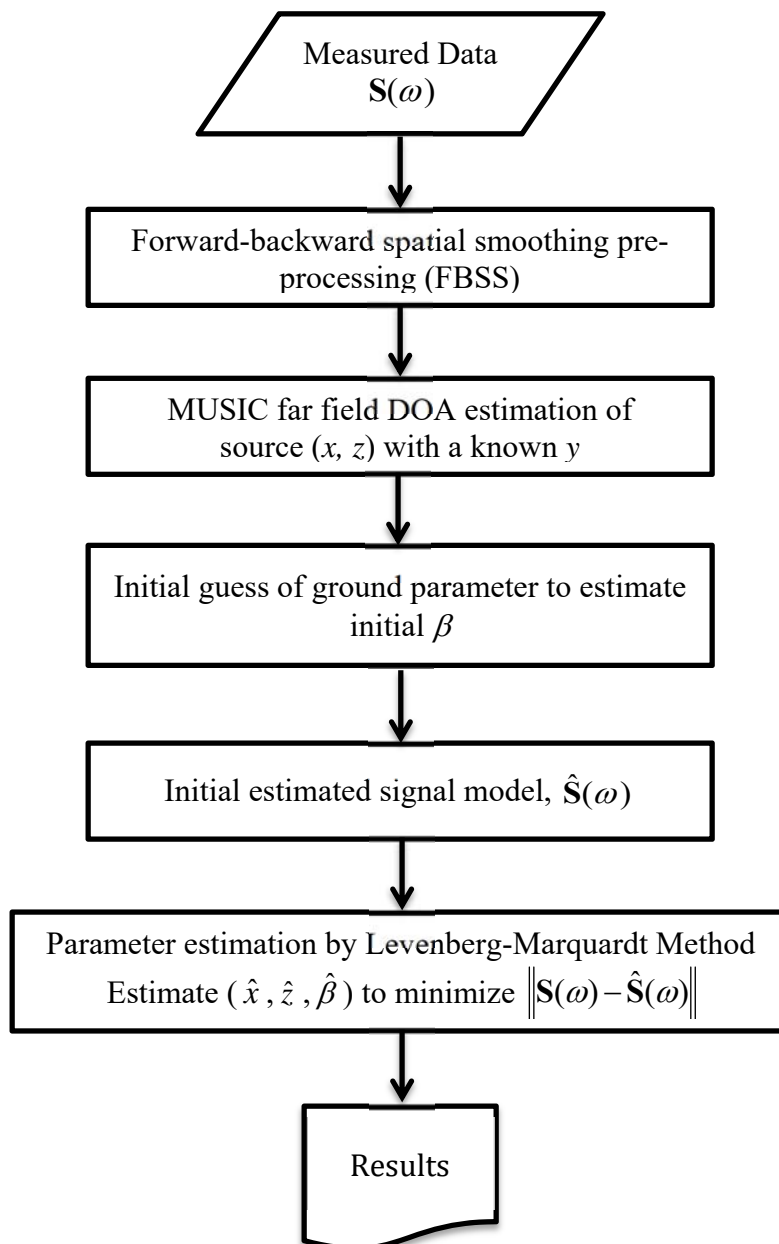 Measured Data
S(ω)
Forward-backward spatial smoothing pre-
processing (FBSS)
MUSIC far field DOA estimation of
source (x, z) with a known y
Initial guess of ground parameter to estimate
initial β
Initial estimated signal model, Ŝ(ω)
Parameter estimation by Levenberg-Marquardt Method
Estimate ( x̂ , ẑ , β̂ ) to minimize ‖S(ω) − Ŝ(ω)‖
Results